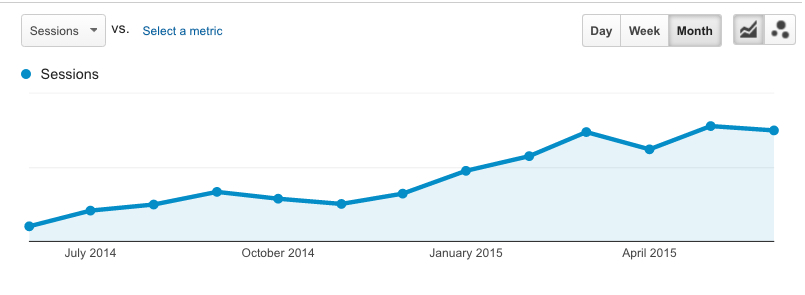 Sessions VS. Select a metric Day Week Month
Sessions
July 2014 October 2014 January 2015 April 2015